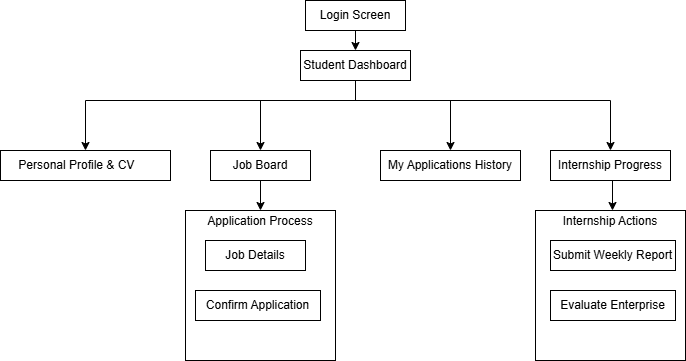 Login Screen
Student Dashboard
Personal Profile & CV
Job Board
My Applications History
Internship Progress
Application Process
Job Details
Confirm Application
Internship Actions
Submit Weekly Report
Evaluate Enterprise